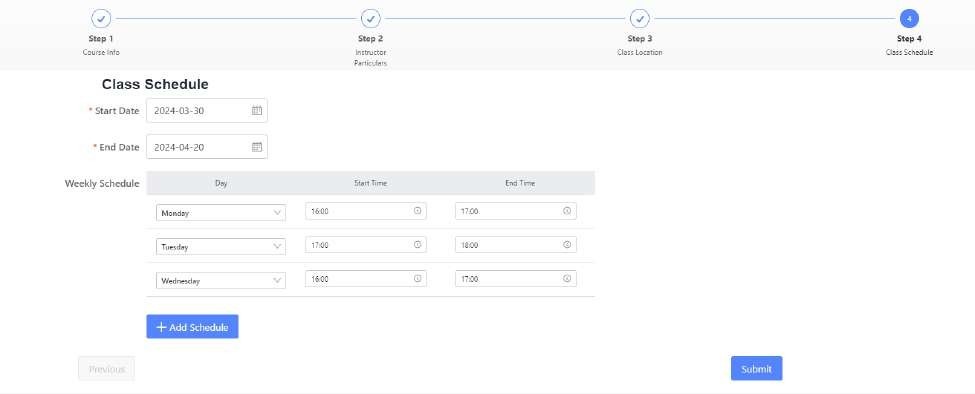 4
Step 1
Step 2
Step 3
Step 4
Course Info
Instructor
Particulars
Class Location
Class Schedule
Class Schedule
* Start Date 2024-03-30
* End Date 2024-04-20
Weekly Schedule Day Start Time End Time
Monday 16:00 17:00
Tuesday 17:00 18:00
Wednesday 16:00 17:00
+ Add Schedule
Previous Submit